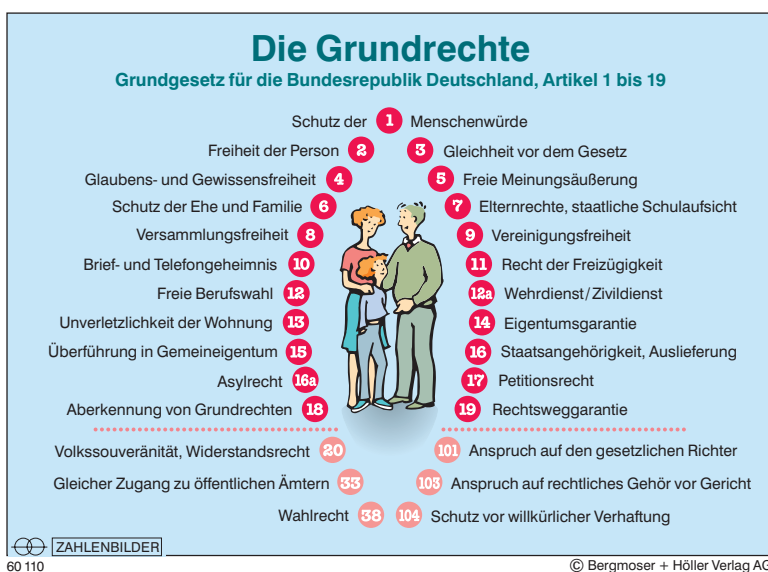 Die Grundrechte
Grundgesetz für die Bundesrepublik Deutschland, Artikel 1 bis 19
Schutz der 1 Menschenwürde
Freiheit der Person 2 3 Gleichheit vor dem Gesetz
Glaubens- und Gewissensfreiheit 4 5 Freie Meinungsäußerung
Schutz der Ehe und Familie 6 7 Elternrechte, staatliche Schulaufsicht
Versammlungsfreiheit 8 9 Vereinigungsfreiheit
Brief- und Telefongeheimnis 10 11 Recht der Freizügigkeit
Freie Berufswahl 12 12a Wehrdienst/Zivildienst
Unverletzlichkeit der Wohnung 13 14 Eigentumsgarantie
Überführung in Gemeineigentum 15 16 Staatsangehörigkeit, Auslieferung
Asylrecht 16a 17 Petitionsrecht
Aberkennung von Grundrechten 18 19 Rechtsweggarantie
Volkssouveränität, Widerstandsrecht 20 101 Anspruch auf den gesetzlichen Richter
Gleicher Zugang zu öffentlichen Ämtern 33 103 Anspruch auf rechtliches Gehör vor Gericht
Wahlrecht 38 104 Schutz vor willkürlicher Verhaftung
ZAHLENBILDER
60 110 © Bergmoser + Höller Verlag AG